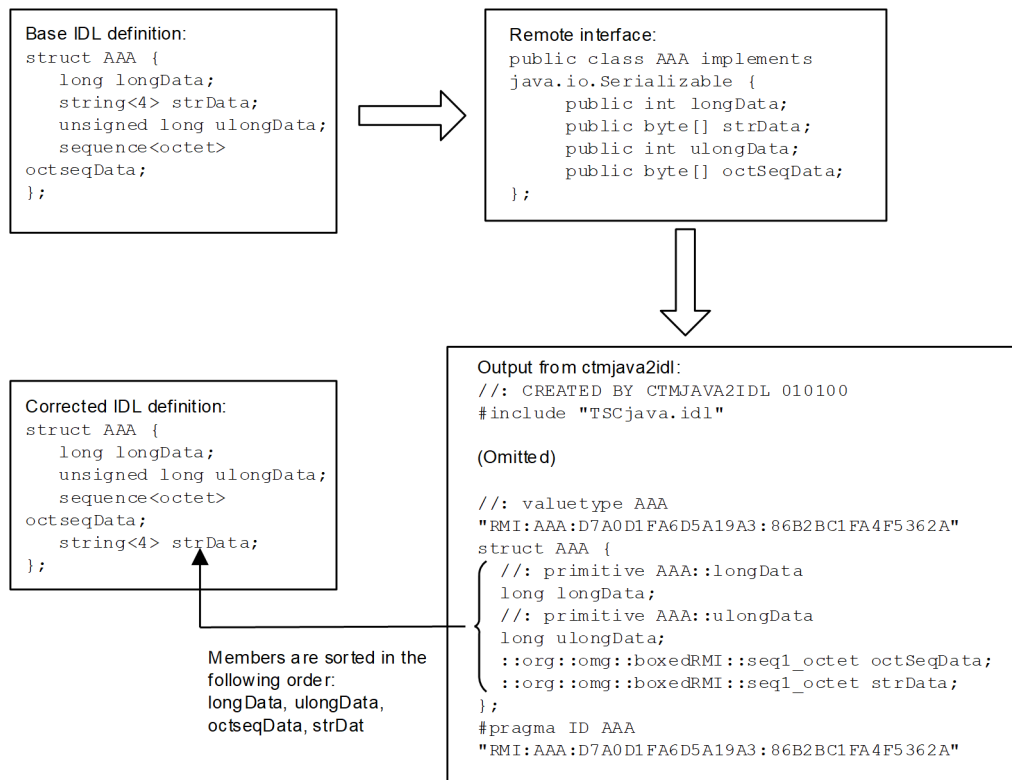 Base IDL definition:
struct AAA {
long longData;
string<4> strData;
unsigned long ulongData;
sequence<octet>
octseqData;
};
Remote interface:
public class AAA implements
java.io.Serializable {
public int longData;
public byte[] strData;
public int ulongData;
public byte[] octSeqData;
};
Output from ctmjava2idl:
//: CREATED BY CTMJAVA2IDL 010100
#include "TSCjava.idl"
(Omitted)
//: valuetype AAA
"RMI:AAA:D7A0D1FA6D5A19A3:86B2BC1FA4F5362A"
struct AAA {
//: primitive AAA::longData
long longData;
//: primitive AAA::ulongData
long ulongData;
::org::omg::boxedRMI::seq1_octet octSeqData;
::org::omg::boxedRMI::seq1_octet strData;
};
#pragma ID AAA
"RMI:AAA:D7A0D1FA6D5A19A3:86B2BC1FA4F5362A"
Corrected IDL definition:
struct AAA {
long longData;
unsigned long ulongData;
sequence<octet>
octseqData;
string<4> strData;
};
Members are sorted in the
following order:
longData, ulongData,
octseqData, strDat